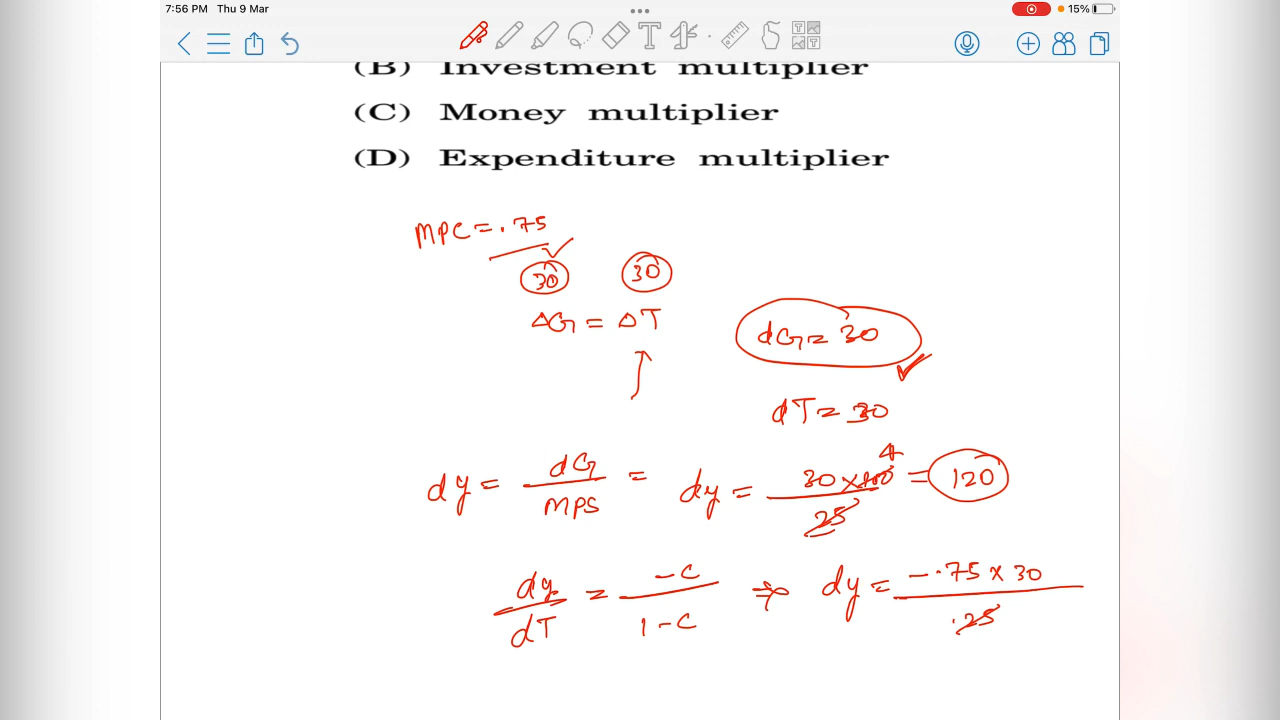 7:56 PM Thu 9 Mar
15%
(B) Investment multiplier
(C) Money multiplier
(D) Expenditure multiplier
MPC = .75
30 30
ΔG = ΔT
dG = 30
dT = 30
dy = dG/MPS = dy = 30 × 100/25 4 = 120
dy/dT = -c/1-c ⇒ dy = -.75 × 30/.25